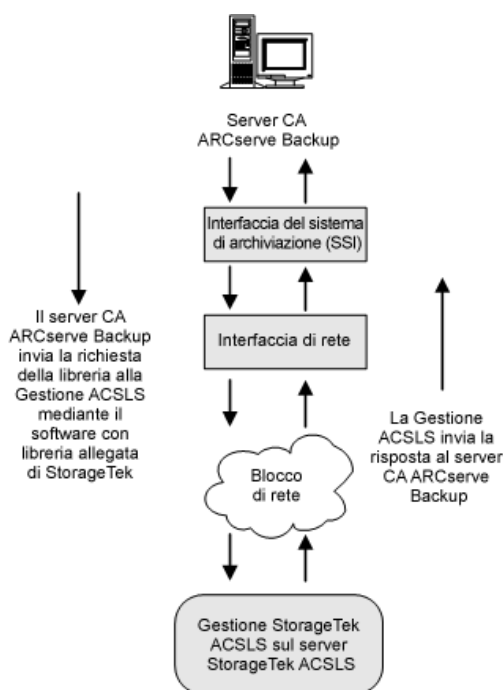 Server CA
ARCserve Backup
Interfaccia del sistema
di archiviazione (SSI)
Interfaccia di rete
Il server CA
ARCserve Backup
invia la richiesta
della libreria alla
Gestione ACSLS
mediante il
software con
libreria allegata
di StorageTek
La Gestione
ACSLS invia la
risposta al server
CA ARCserve
Backup
Blocco
di rete
Gestione StorageTek
ACSLS sul server
StorageTek ACSLS